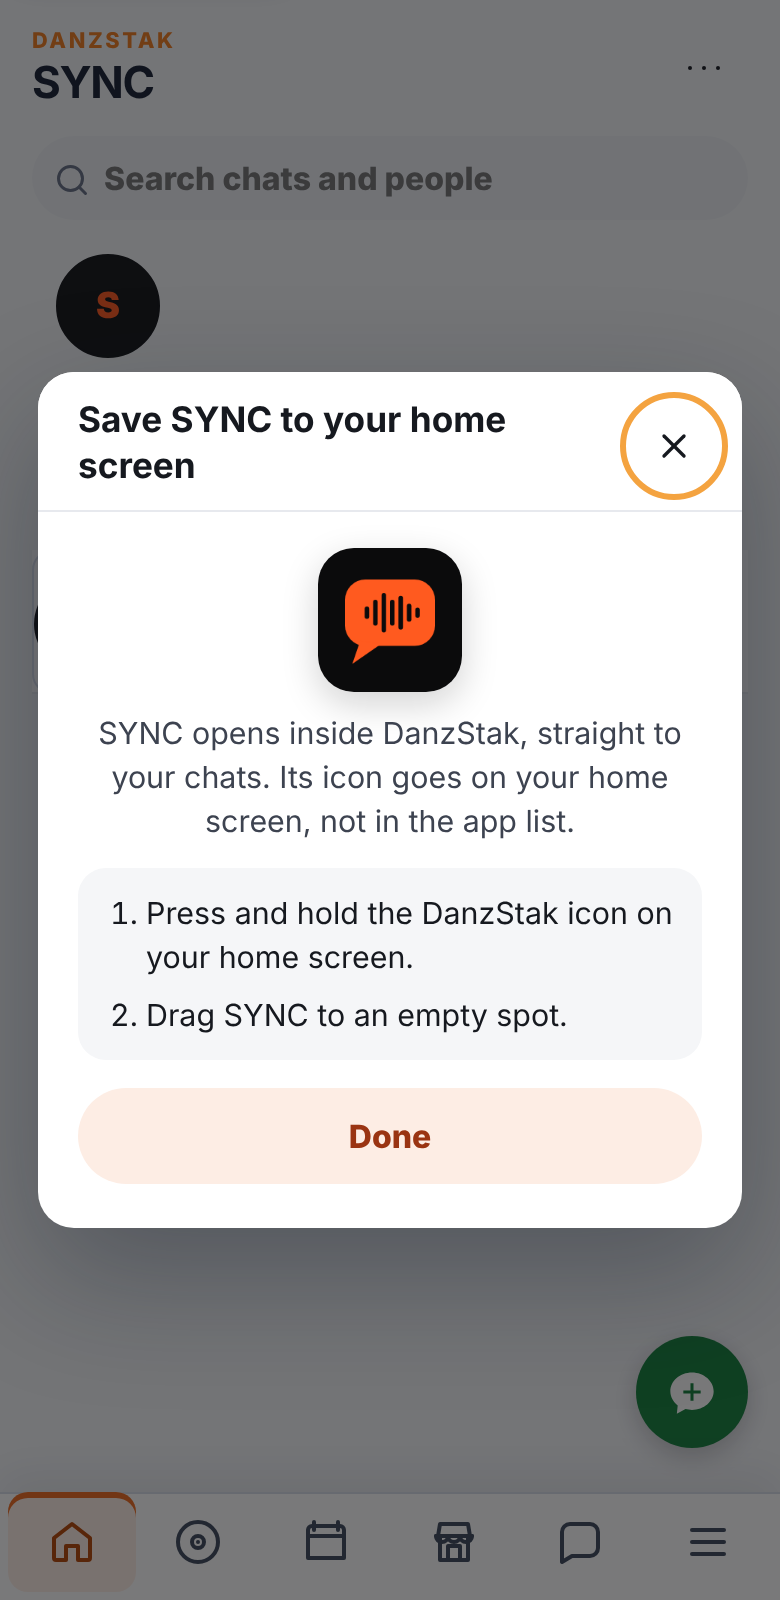 DANZSTAK
SYNC
Search chats and people
S
Save SYNC to your home
screen
SYNC opens inside DanzStak, straight to
your chats. Its icon goes on your home
screen, not in the app list.
1. Press and hold the DanzStak icon on
your home screen.
2. Drag SYNC to an empty spot.
Done